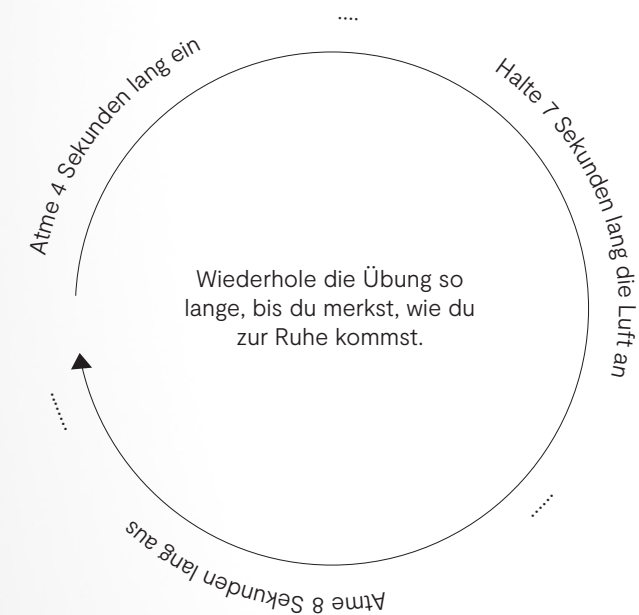 Atme 4 Sekunden lang ein
....
Halte 7 Sekunden lang die Luft an
.......
Atme 8 Sekunden lang aus
........
Wiederhole die Übung so
lange, bis du merkst, wie du
zur Ruhe kommst.